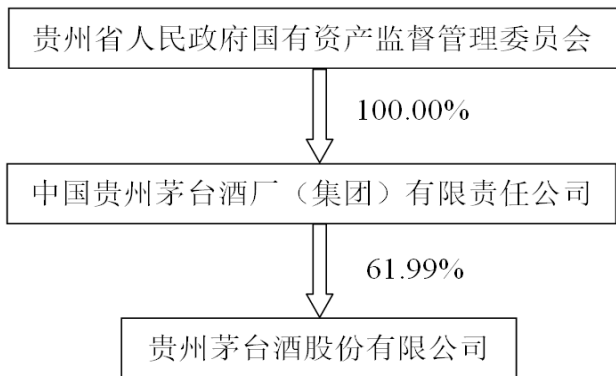 贵州省人民政府国有资产监督管理委员会
100.00%
中国贵州茅台酒厂（集团）有限责任公司
61.99%
贵州茅台酒股份有限公司